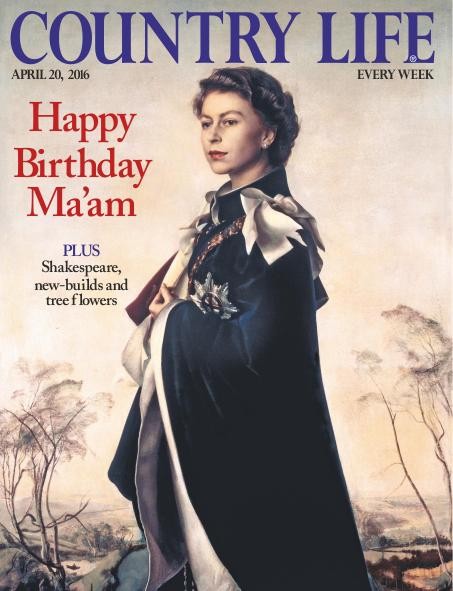 COUNTRY LIFE®
APRIL 20, 2016 EVERY WEEK
Happy
Birthday
Ma'am
PLUS
Shakespeare,
new-builds and
tree flowers